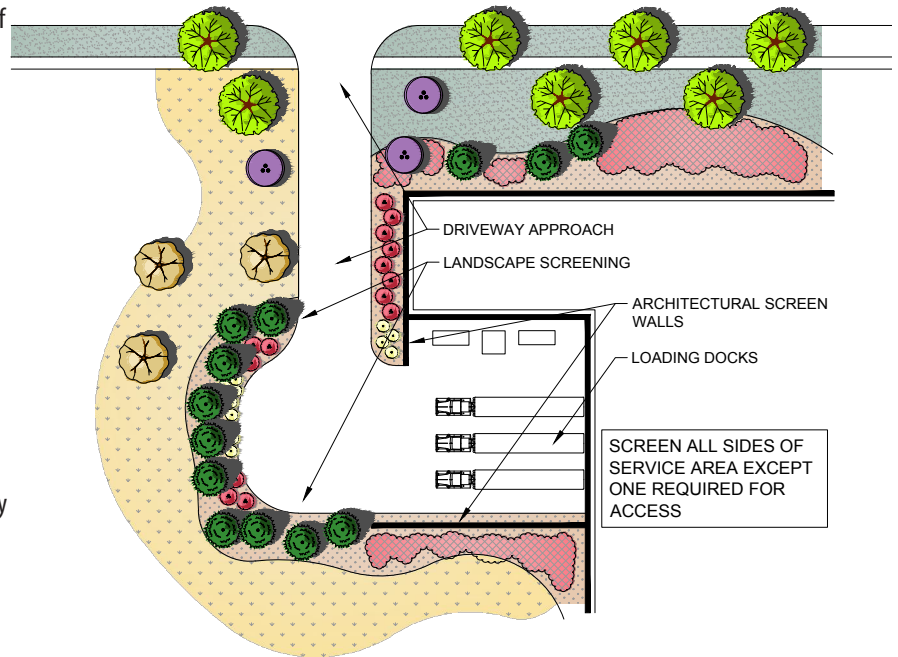 f
DRIVEWAY APPROACH
LANDSCAPE SCREENING
ARCHITECTURAL SCREEN
WALLS
LOADING DOCKS
SCREEN ALL SIDES OF
SERVICE AREA EXCEPT
ONE REQUIRED FOR
ACCESS
y